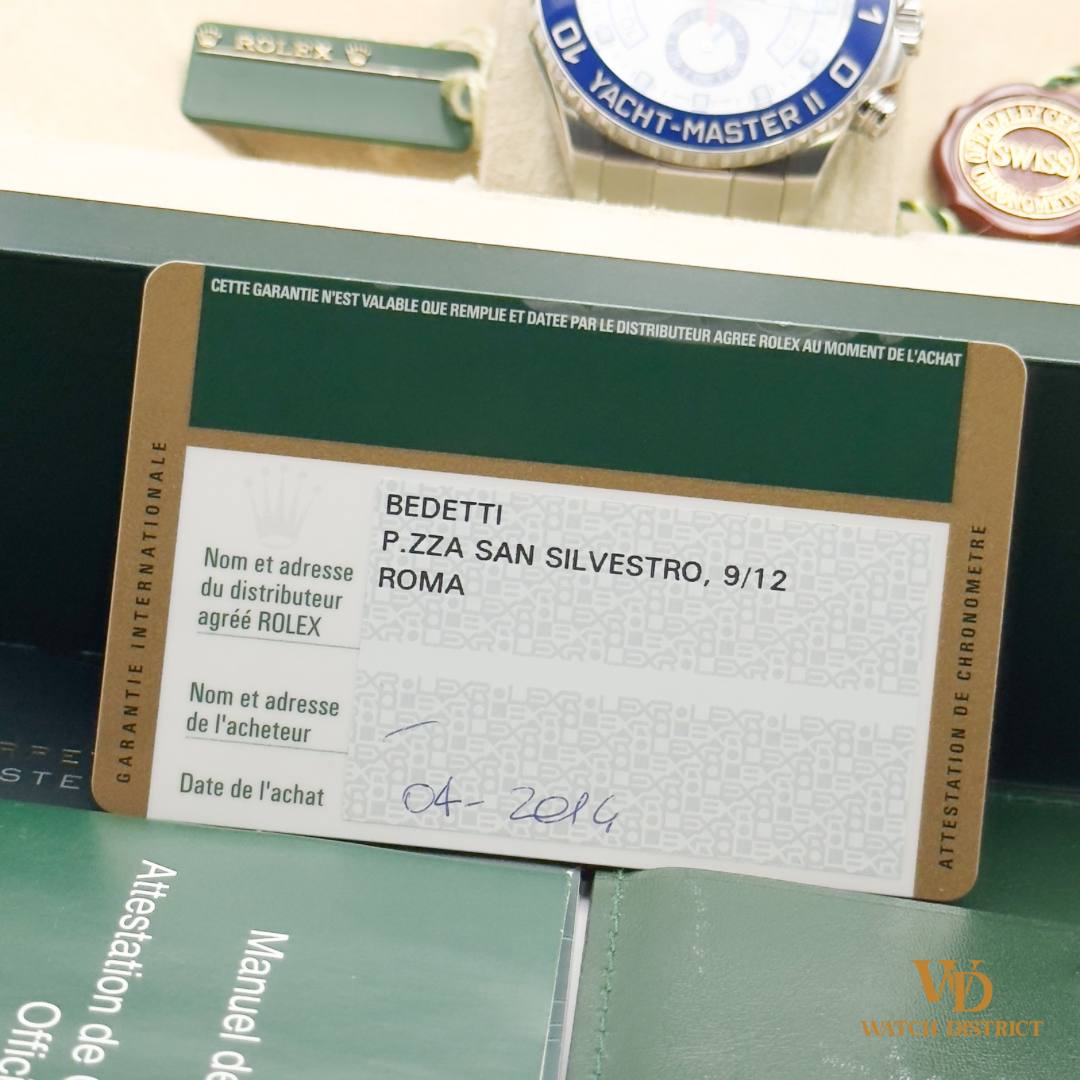 ROLEX
10 YACHT-MASTER II 0 1
SWISS
CETTE GARANTIE N'EST VALABLE QUE REMPLIE ET DATEE PAR LE DISTRIBUTEUR AGREE ROLEX AU MOMENT DE L'ACHAT
GARANTIE INTERNATIONALE
BEDETTI
P.ZZA SAN SILVESTRO, 9/12
ROMA
Nom et adresse
du distributeur
agréé ROLEX
Nom et adresse
de l'acheteur
Date de l'achat
04-2014
ATTESTATION DE CHRONOMETRE
Manuel de
Attestation de
WD
WATCH DISTRICT